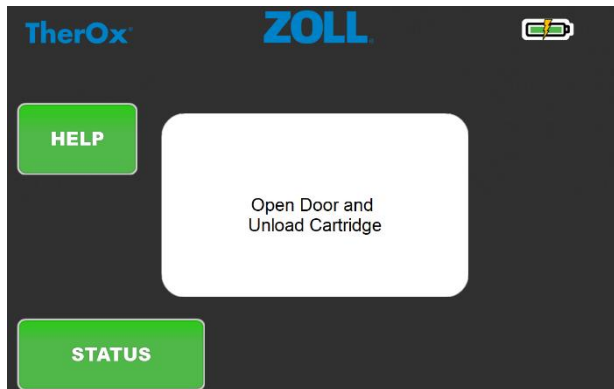 TherOx
ZOLL
HELP
Open Door and
Unload Cartridge
STATUS